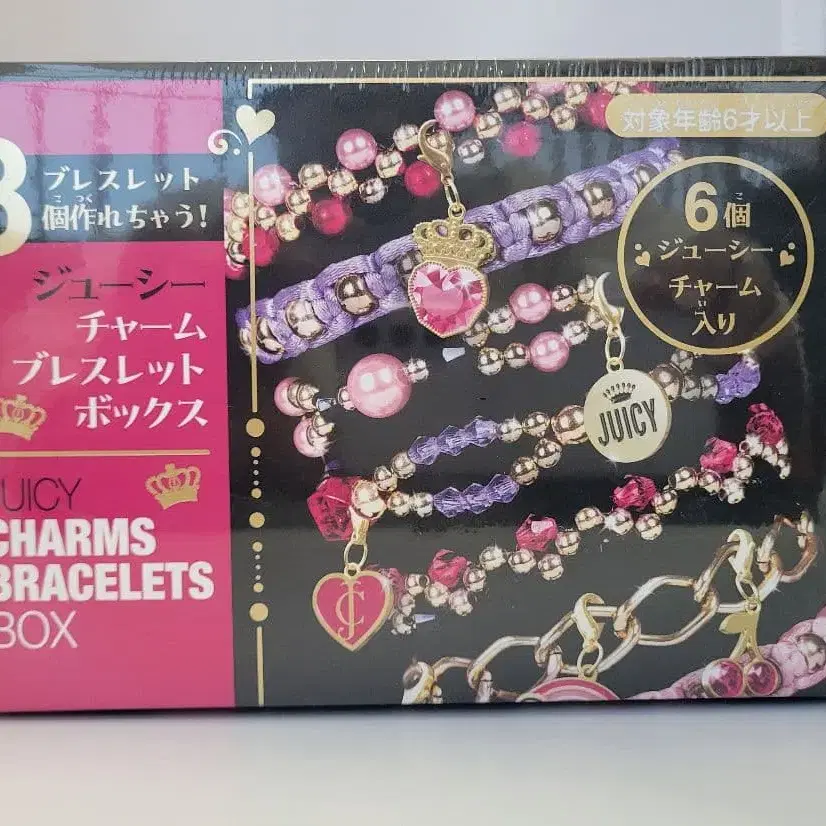 8 ブレスレット
個作れちゃう!
ジューシー
チャーム
ブレスレット
ボックス
JUICY
CHARMS
BRACELETS
BOX
対象年齢6才以上
6個
ジューシー
チャーム
入り
JUICY
JC